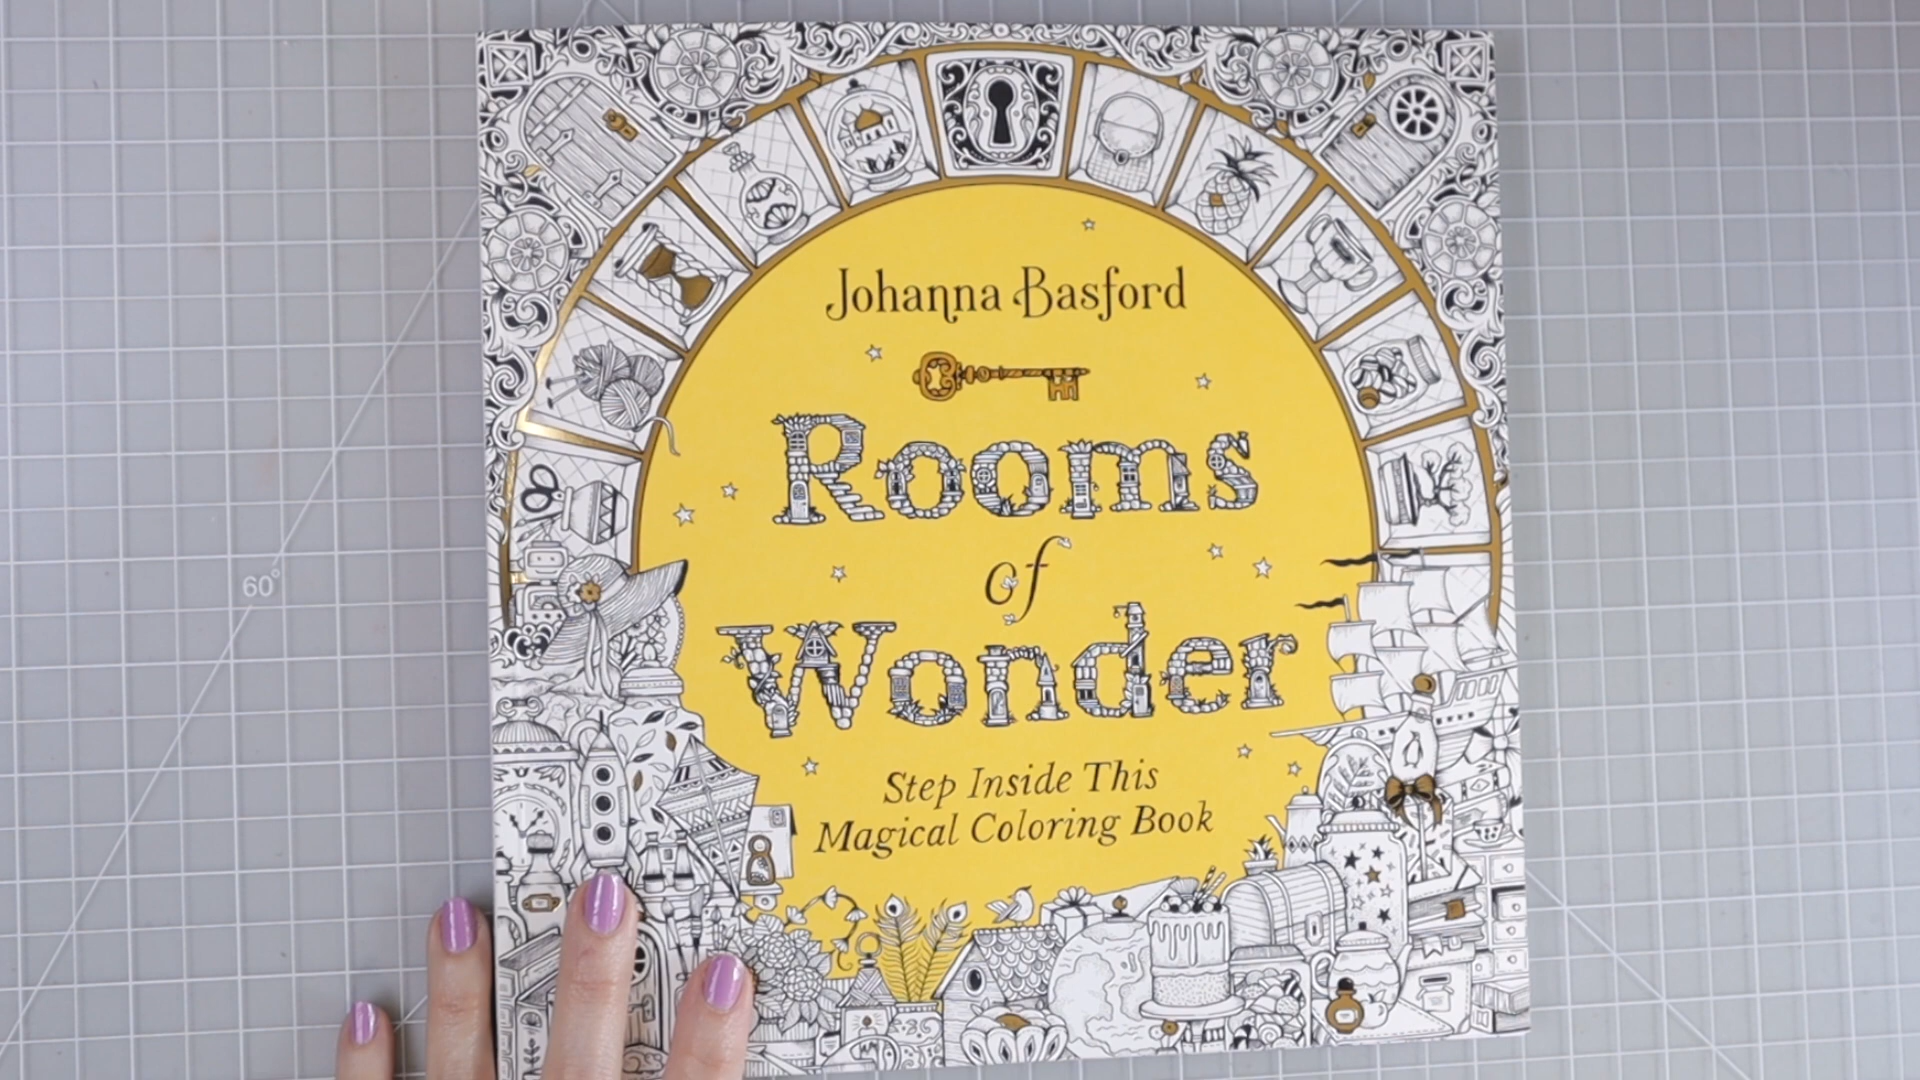 Johanna Basford
Rooms
of
Wonder
Step Inside This
Magical Coloring Book
60°